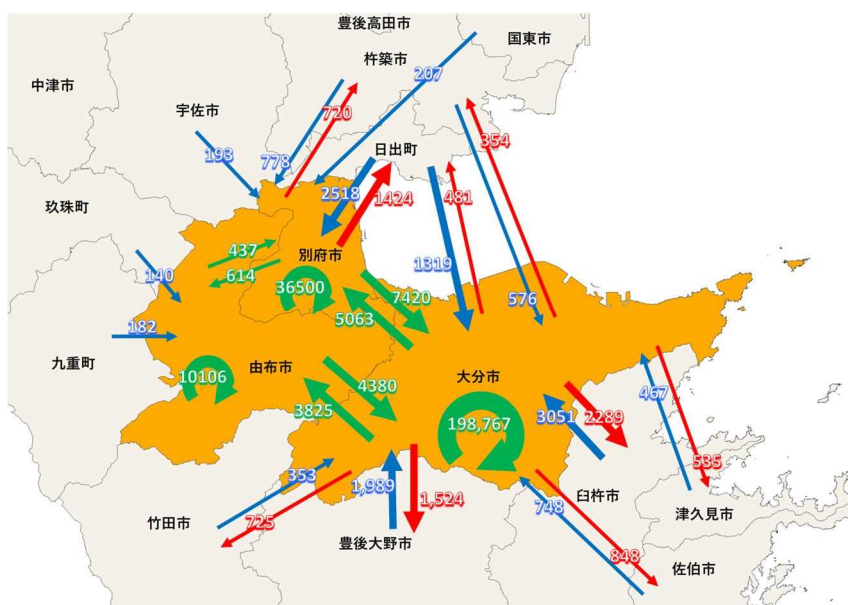 豊後高田市
国東市
杵築市
中津市
207
宇佐市
720
354
193
778
日出町
2518
1424
481
玖珠町
437
別府市
1319
140
614
36500
7420
576
5063
182
九重町
由布市
大分市
10106
4380
467
3825
198,767
3051
2289
353
1,989
1,524
535
臼杵市
748
津久見市
竹田市
725
豊後大野市
848
佐伯市